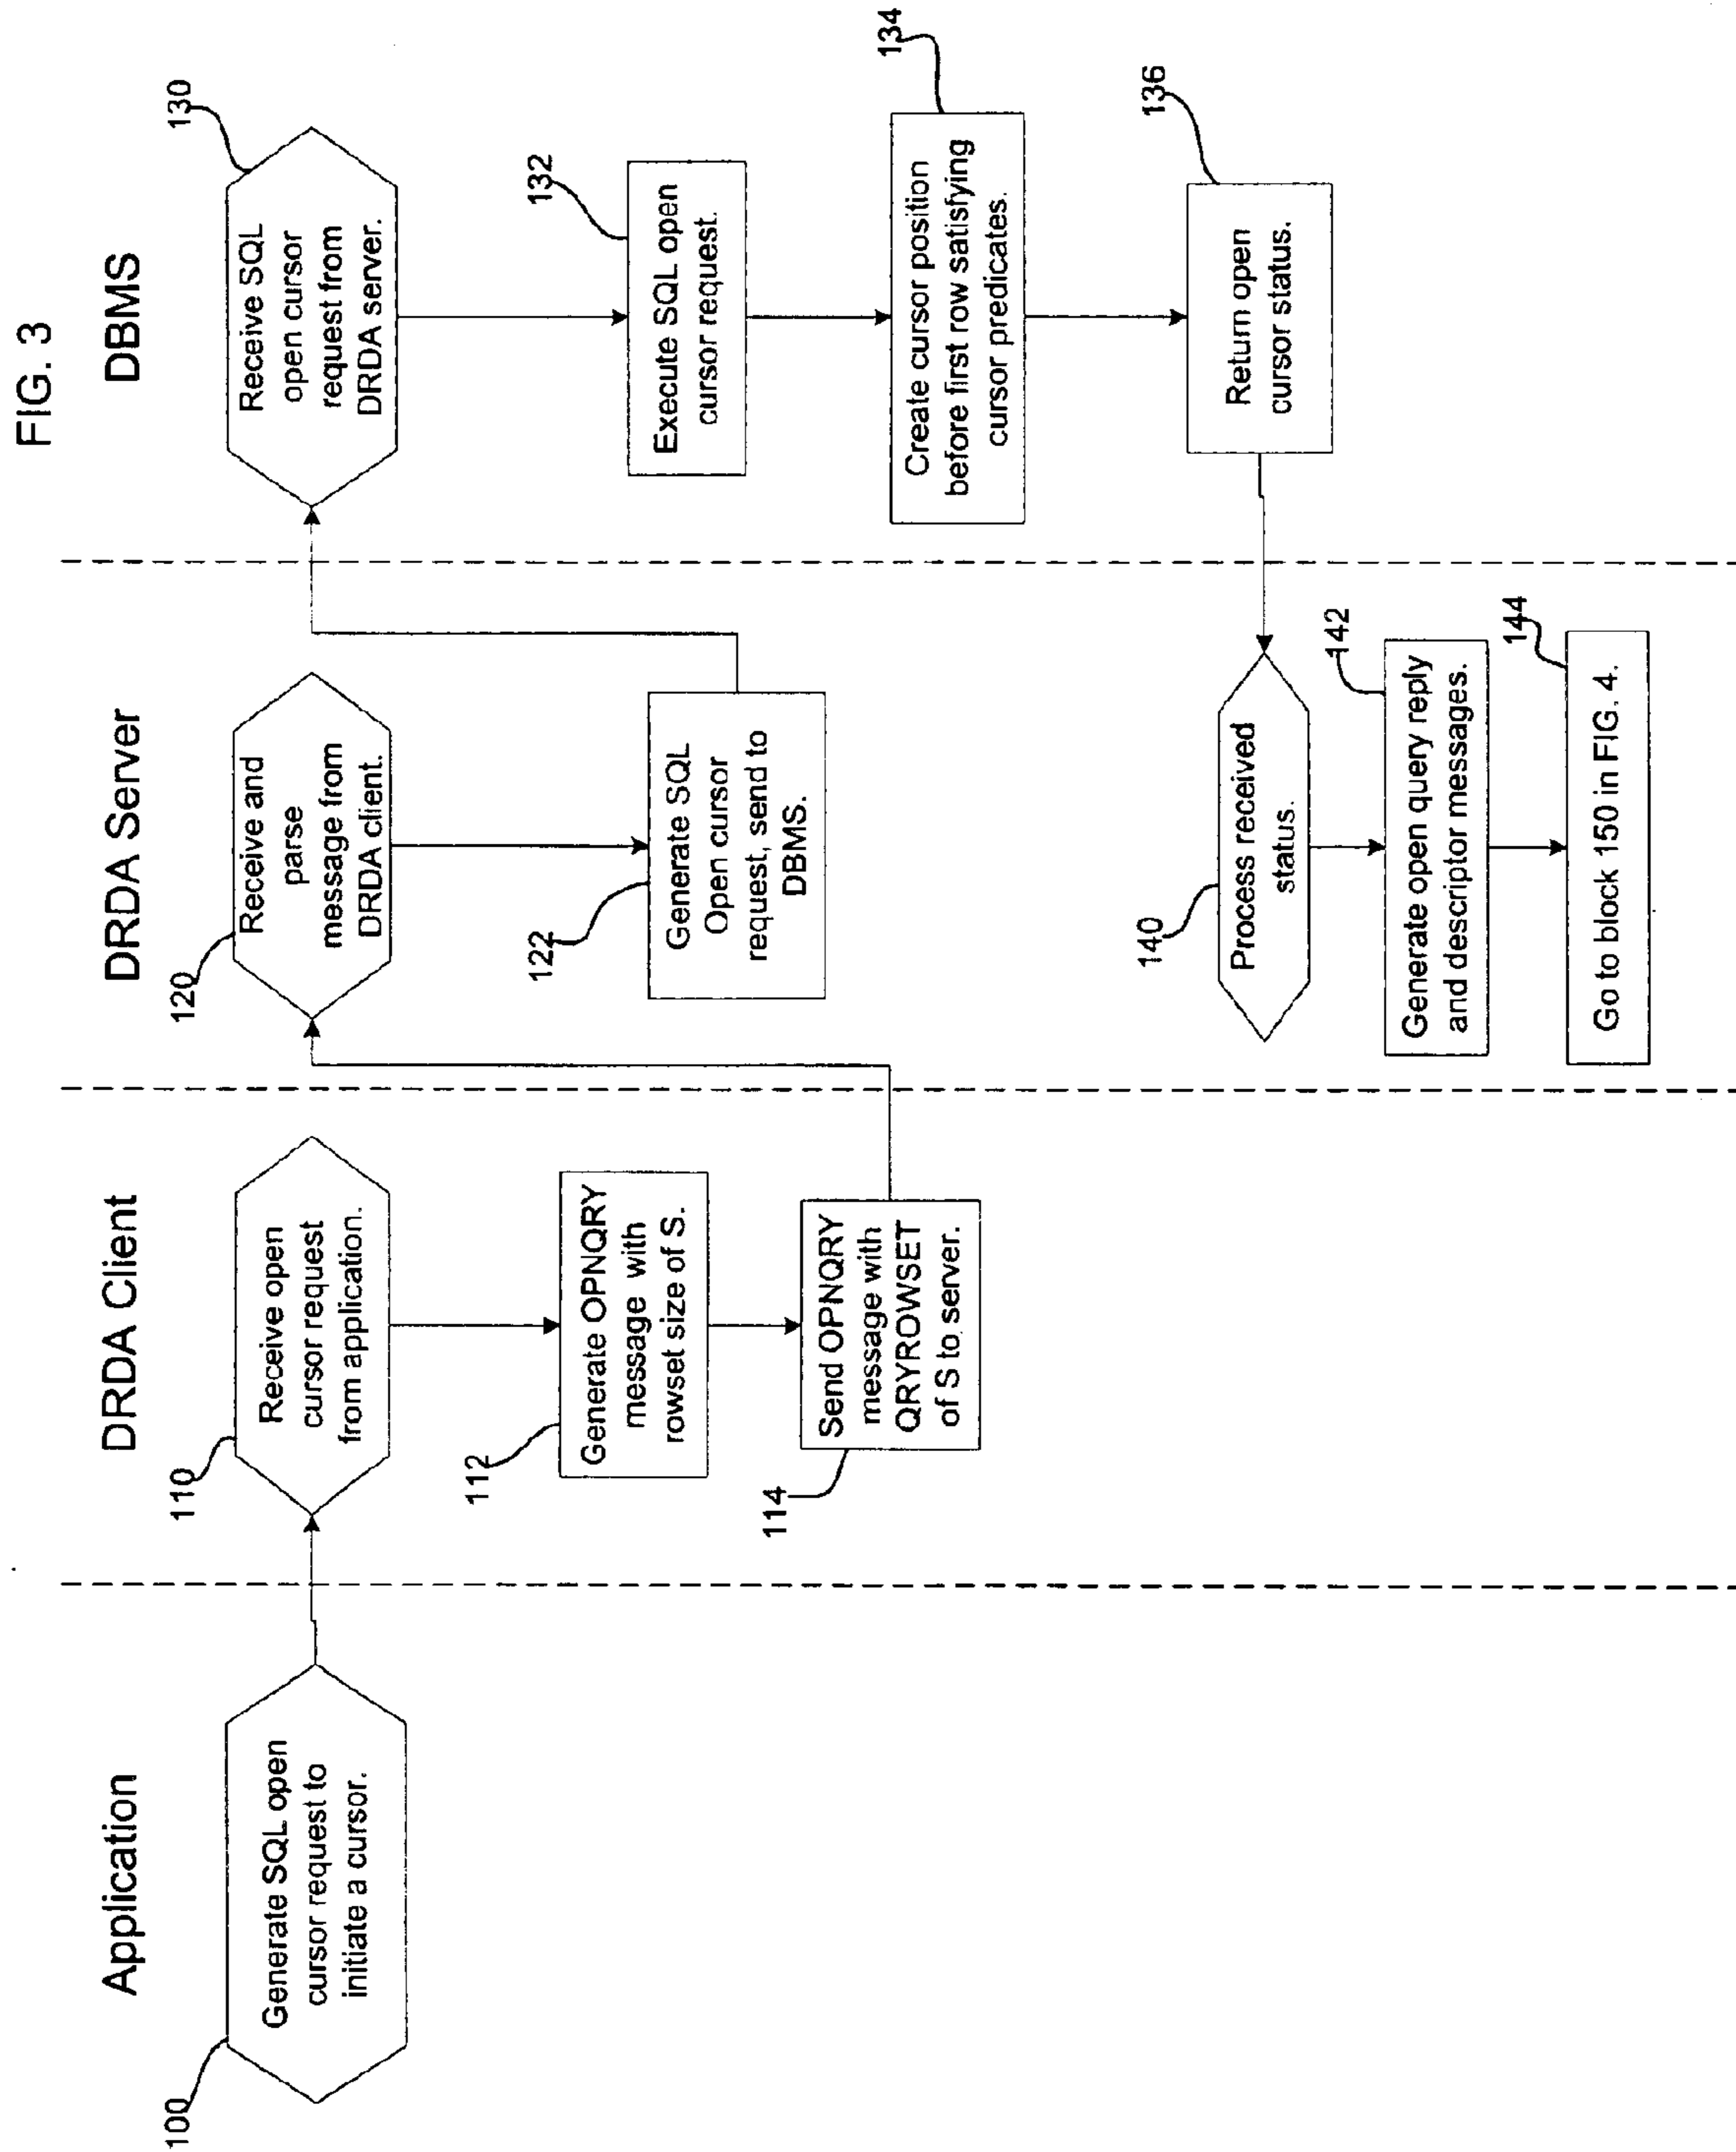 FIG. 3
Application
DRDA Client
DRDA Server
DBMS
100
Generate SQL open
cursor request to
initiate a cursor.
110
Receive open
cursor request
from application.
112
Generate OPNQRY
message with
rowset size of S.
114
Send OPNQRY
message with
QRYROWSET
of S to server.
120
Receive and
parse
message from
DRDA client.
122
Generate SQL
Open cursor
request, send to
DBMS.
130
Receive SQL
open cursor
request from
DRDA server.
132
Execute SQL open
cursor request.
134
Create cursor position
before first row satisfying
cursor predicates.
136
Return open
cursor status.
140
Process received
status.
142
Generate open query reply
and descriptor messages.
144
Go to block 150 in FIG. 4.